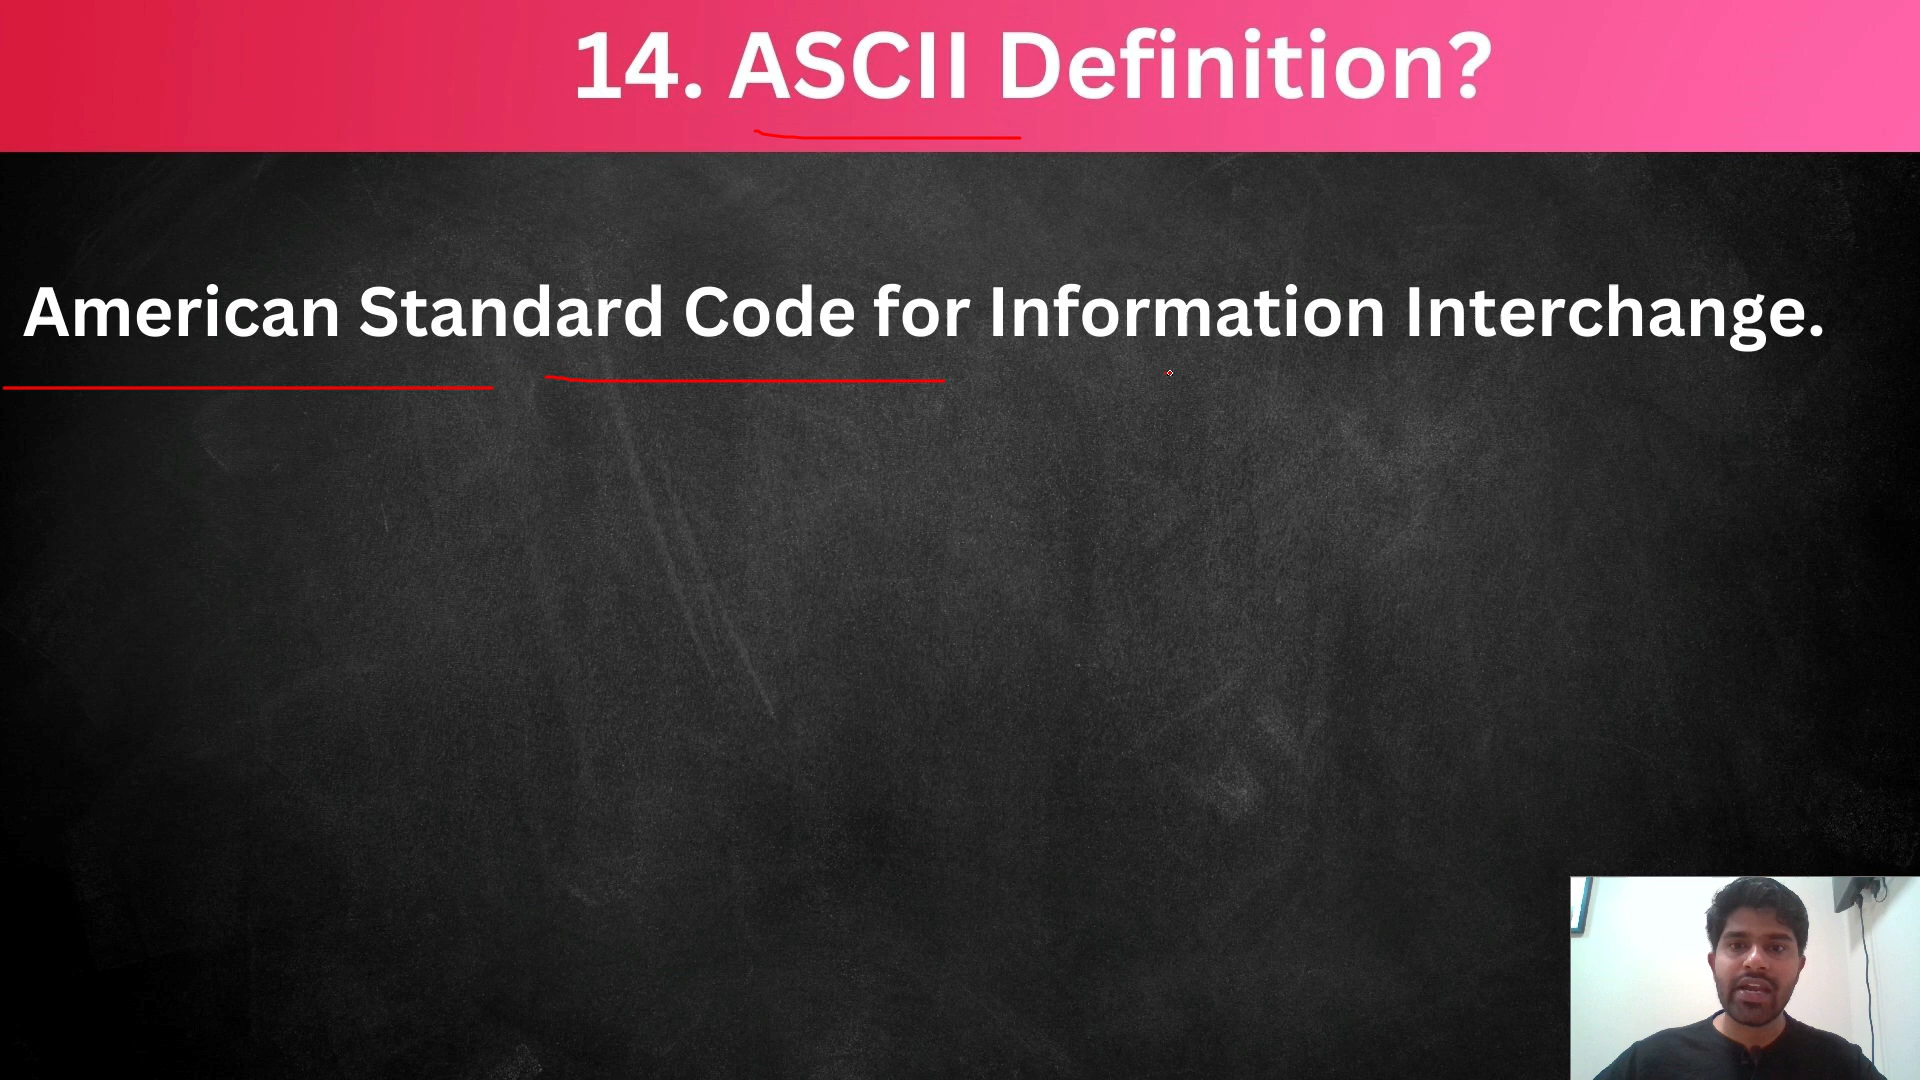 14. ASCII Definition?
American Standard Code for Information Interchange.